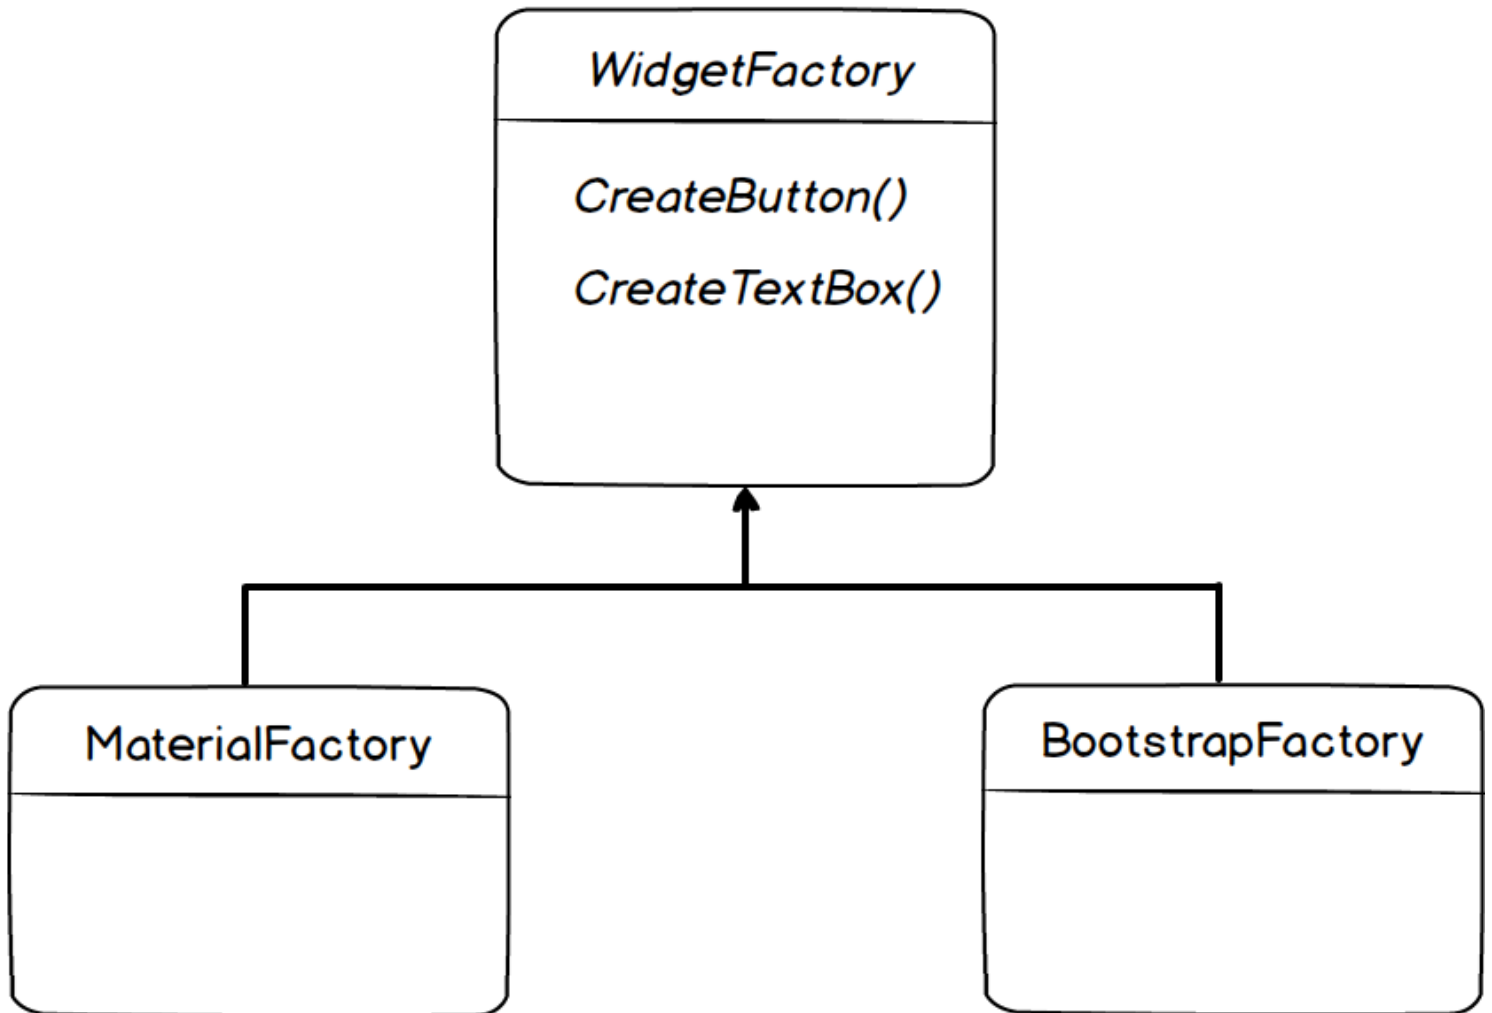 WidgetFactory
CreateButton()
CreateTextBox()
MaterialFactory
BootstrapFactory